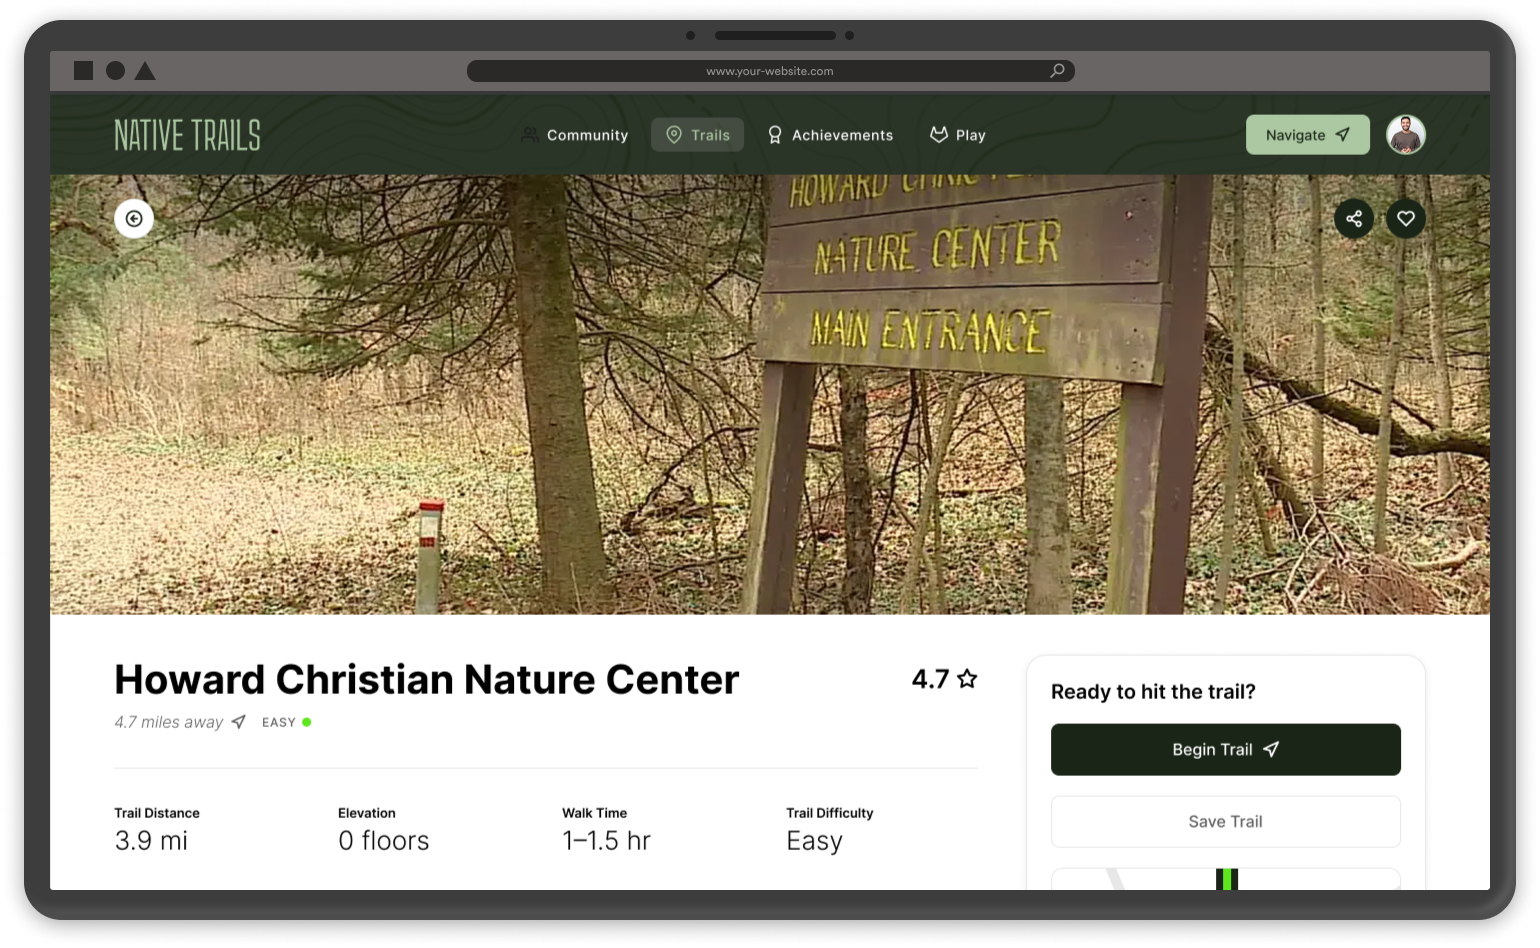 www.your-website.com
NATIVE TRAILS
Community
Trails
Achievements
Play
Navigate
HOWARD
NATURE CENTER
MAIN ENTRANCE
Howard Christian Nature Center
4.7
4.7 miles away
EASY
Ready to hit the trail?
Begin Trail
Save Trail
Trail Distance
Elevation
Walk Time
Trail Difficulty
3.9 mi
0 floors
1–1.5 hr
Easy